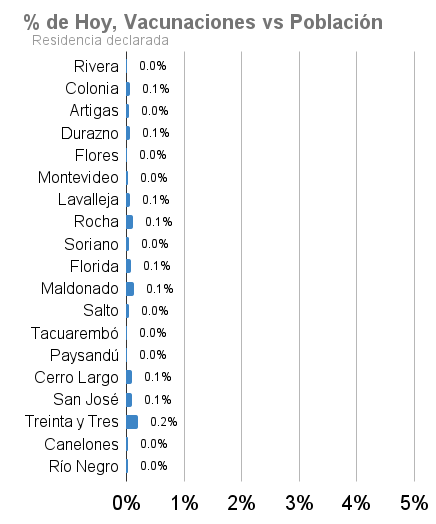 % de Hoy, Vacunaciones vs Población
Residencia declarada
Rivera 0.0%
Colonia 0.1%
Artigas 0.0%
Durazno 0.1%
Flores 0.0%
Montevideo 0.0%
Lavalleja 0.1%
Rocha 0.1%
Soriano 0.0%
Florida 0.1%
Maldonado 0.1%
Salto 0.0%
Tacuarembó 0.0%
Paysandú 0.0%
Cerro Largo 0.1%
San José 0.1%
Treinta y Tres 0.2%
Canelones 0.0%
Río Negro 0.0%
0% 1% 2% 3% 4% 5%